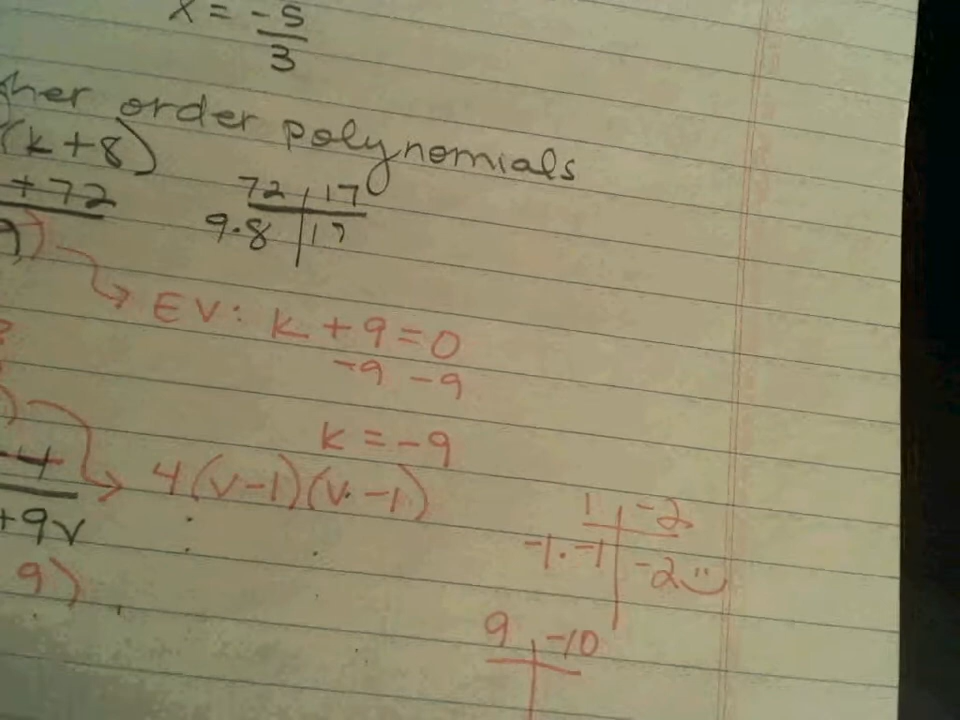 x = -5
3
her order polynomials
(k+8)
+72 72 | 17
9.8 | 17
9)
EV: k + 9 = 0
-9 -9
k = -9
-4 4(v-1)(v-1)
1 | -2
+9v -1·-1 | -2
9)
9 | -10